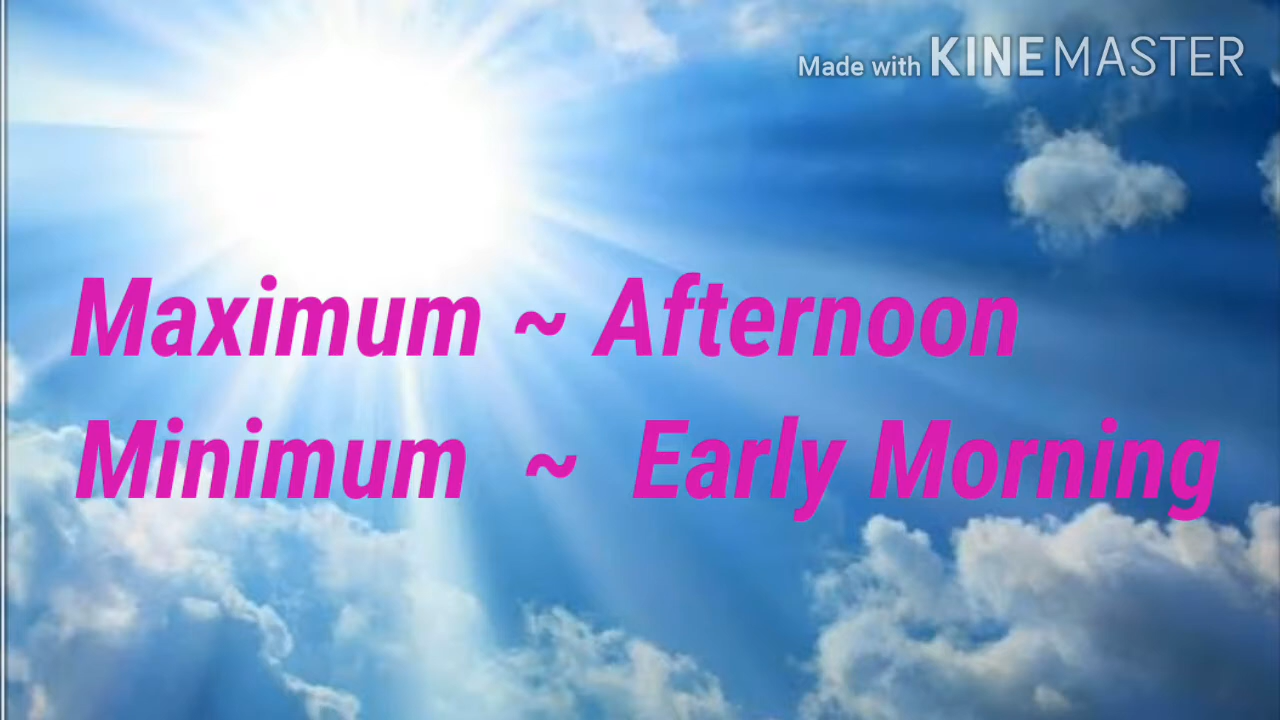 Made with KINEMASTER
Maximum ~ Afternoon
Minimum ~ Early Morning